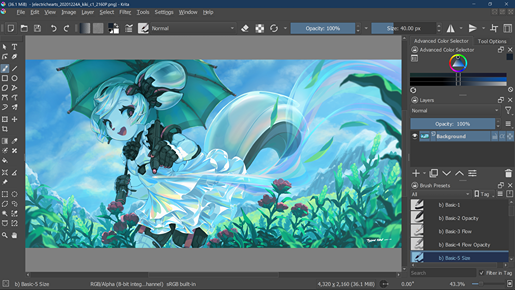 [electrichearts_20201224A_kiki_c1_2160P.png] - Krita
File Edit View Image Layer Select Filter Tools Settings Window Help
Normal
Opacity: 100%
Size: 40.00 px
Advanced Color Selector
Tool Options
Advanced Color Selector
Layers
Normal
Opacity: 100%
Background
Brush Presets
All
Tag
b) Basic-1
b) Basic-2 Opacity
b) Basic-3 Flow
b) Basic-4 Flow Opacity
b) Basic-5 Size
Search
Filter in Tag
b) Basic-5 Size
RGB/Alpha (8-bit integ...hannel) sRGB built-in
4,320 x 2,160 (36.1 MiB)
0.00°
43.3%